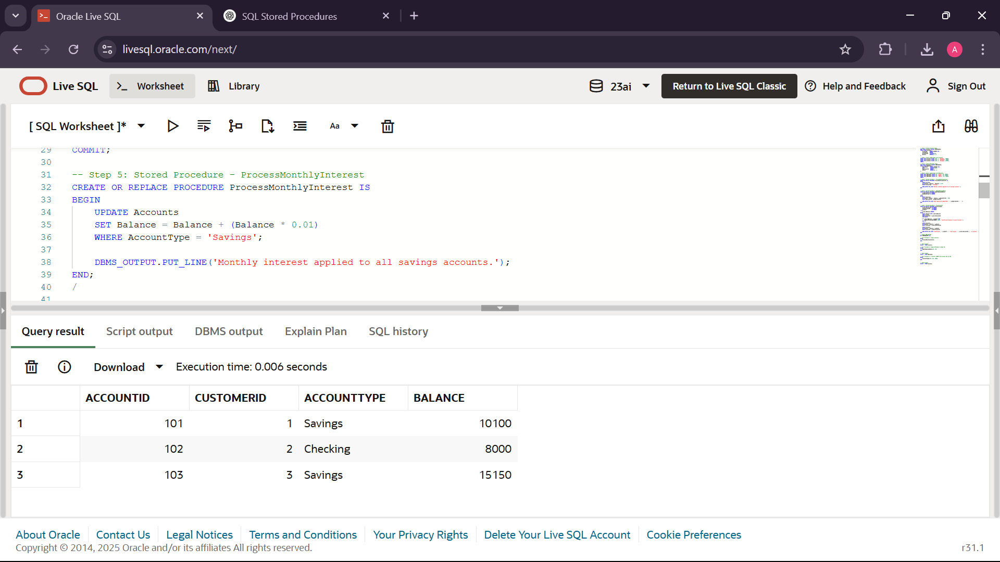 Oracle Live SQL
SQL Stored Procedures
livesql.oracle.com/next/
A
Live SQL
Worksheet
Library
23ai
Return to Live SQL Classic
Help and Feedback
Sign Out
[ SQL Worksheet ]*
Aa
29 COMMIT;
30
31 -- Step 5: Stored Procedure - ProcessMonthlyInterest
32 CREATE OR REPLACE PROCEDURE ProcessMonthlyInterest IS
33 BEGIN
34 UPDATE Accounts
35 SET Balance = Balance + (Balance * 0.01)
36 WHERE AccountType = 'Savings';
37
38 DBMS_OUTPUT.PUT_LINE('Monthly interest applied to all savings accounts.');
39 END;
40 /
41
Query result Script output DBMS output Explain Plan SQL history
Download Execution time: 0.006 seconds
ACCOUNTID CUSTOMERID ACCOUNTTYPE BALANCE
1 101 1 Savings 10100
2 102 2 Checking 8000
3 103 3 Savings 15150
About Oracle Contact Us Legal Notices Terms and Conditions Your Privacy Rights Delete Your Live SQL Account Cookie Preferences
Copyright © 2014, 2025 Oracle and/or its affiliates All rights reserved.
r31.1